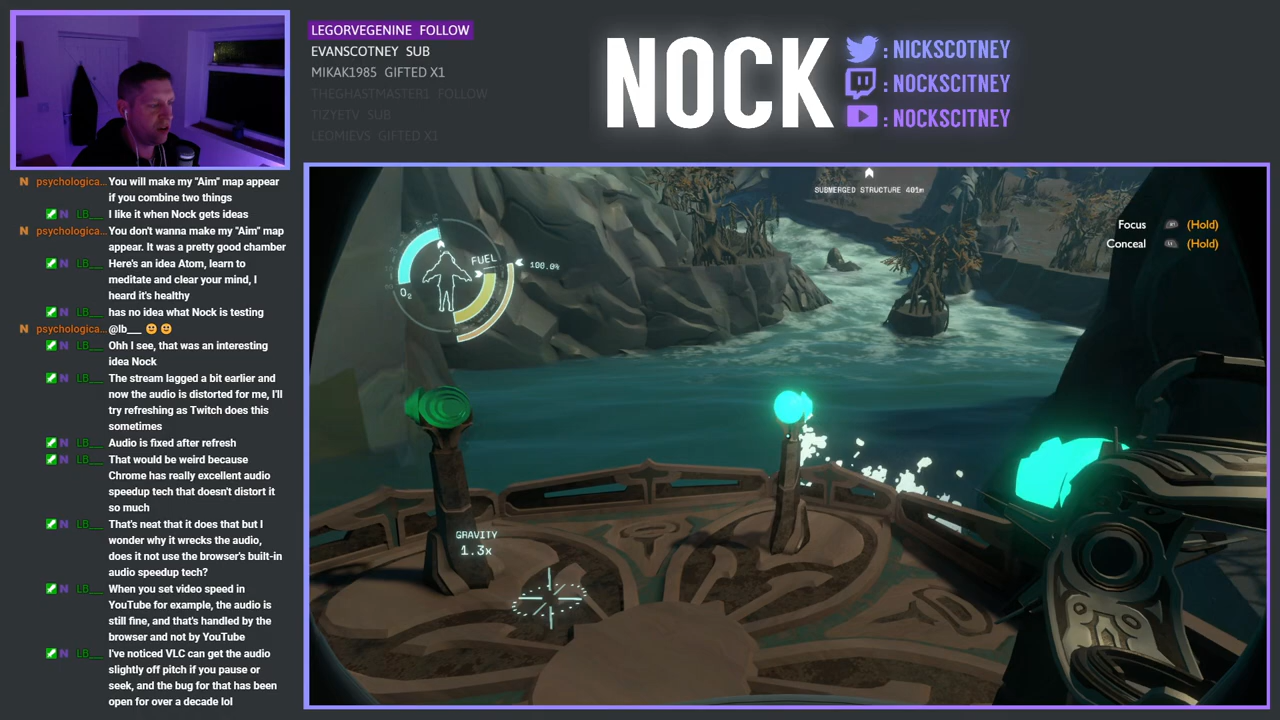 LEGORVEGENINE FOLLOW
EVANSCOTNEY SUB
MIKAK1985 GIFTED X1
THEGHASTMASTER1 FOLLOW
TIZYETV SUB
LEOMIEVS GIFTED X1
NOCK
: NICKSCOTNEY
: NOCKSCITNEY
: NOCKSCITNEY
N psychologica... You will make my "Aim" map appear
if you combine two things
N LB__ I like it when Nock gets ideas
N psychologica... You don't wanna make my "Aim" map
appear. It was a pretty good chamber
N LB__ Here's an idea Atom, learn to
meditate and clear your mind, I
heard it's healthy
N LB__ has no idea what Nock is testing
N psychologica... @lb__
N LB__ Ohh I see, that was an interesting
idea Nock
N LB__ The stream lagged a bit earlier and
now the audio is distorted for me, I'll
try refreshing as Twitch does this
sometimes
N LB__ Audio is fixed after refresh
N LB__ That would be weird because
Chrome has really excellent audio
speedup tech that doesn't distort it
so much
N LB__ That's neat that it does that but I
wonder why it wrecks the audio,
does it not use the browser's built-in
audio speedup tech?
N LB__ When you set video speed in
YouTube for example, the audio is
still fine, and that's handled by the
browser and not by YouTube
N LB__ I've noticed VLC can get the audio
slightly off pitch if you pause or
seek, and the bug for that has been
open for over a decade lol
SUBMERGED STRUCTURE 401m
Focus (Hold)
Conceal (Hold)
FUEL
100.0%
O2
GRAVITY
1.3x